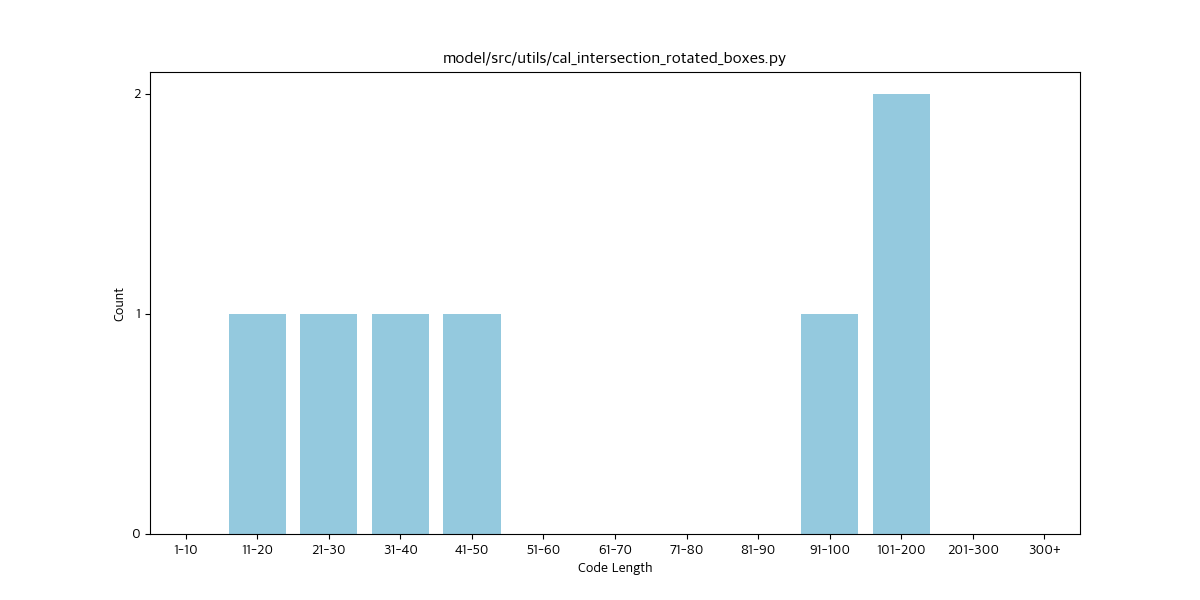 model/src/utils/cal_intersection_rotated_boxes.py
Count
2
1
0
1-10 11-20 21-30 31-40 41-50 51-60 61-70 71-80 81-90 91-100 101-200 201-300 300+
Code Length